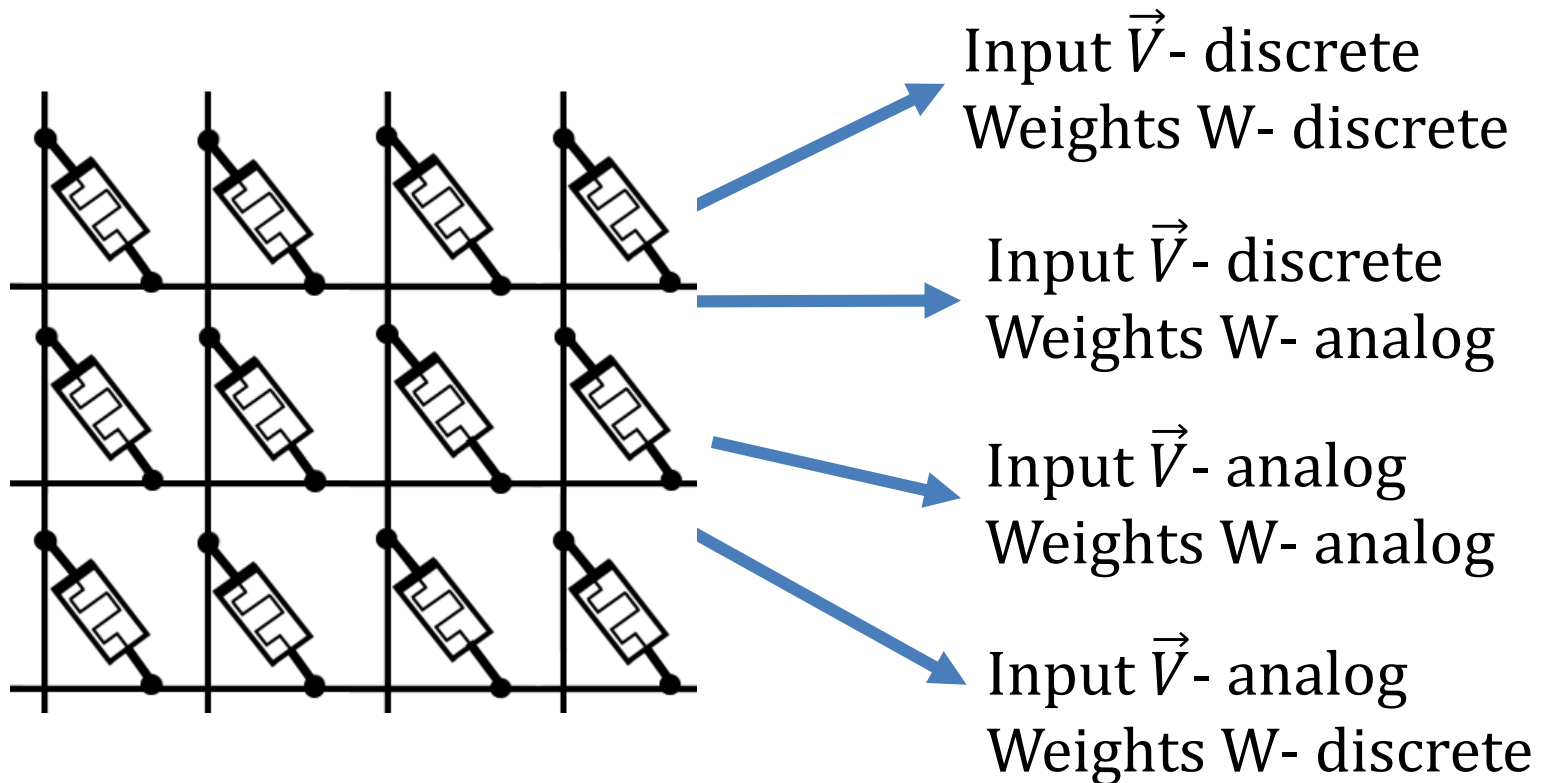 Input V⃗- discrete
Weights W- discrete
Input V⃗- discrete
Weights W- analog
Input V⃗- analog
Weights W- analog
Input V⃗- analog
Weights W- discrete